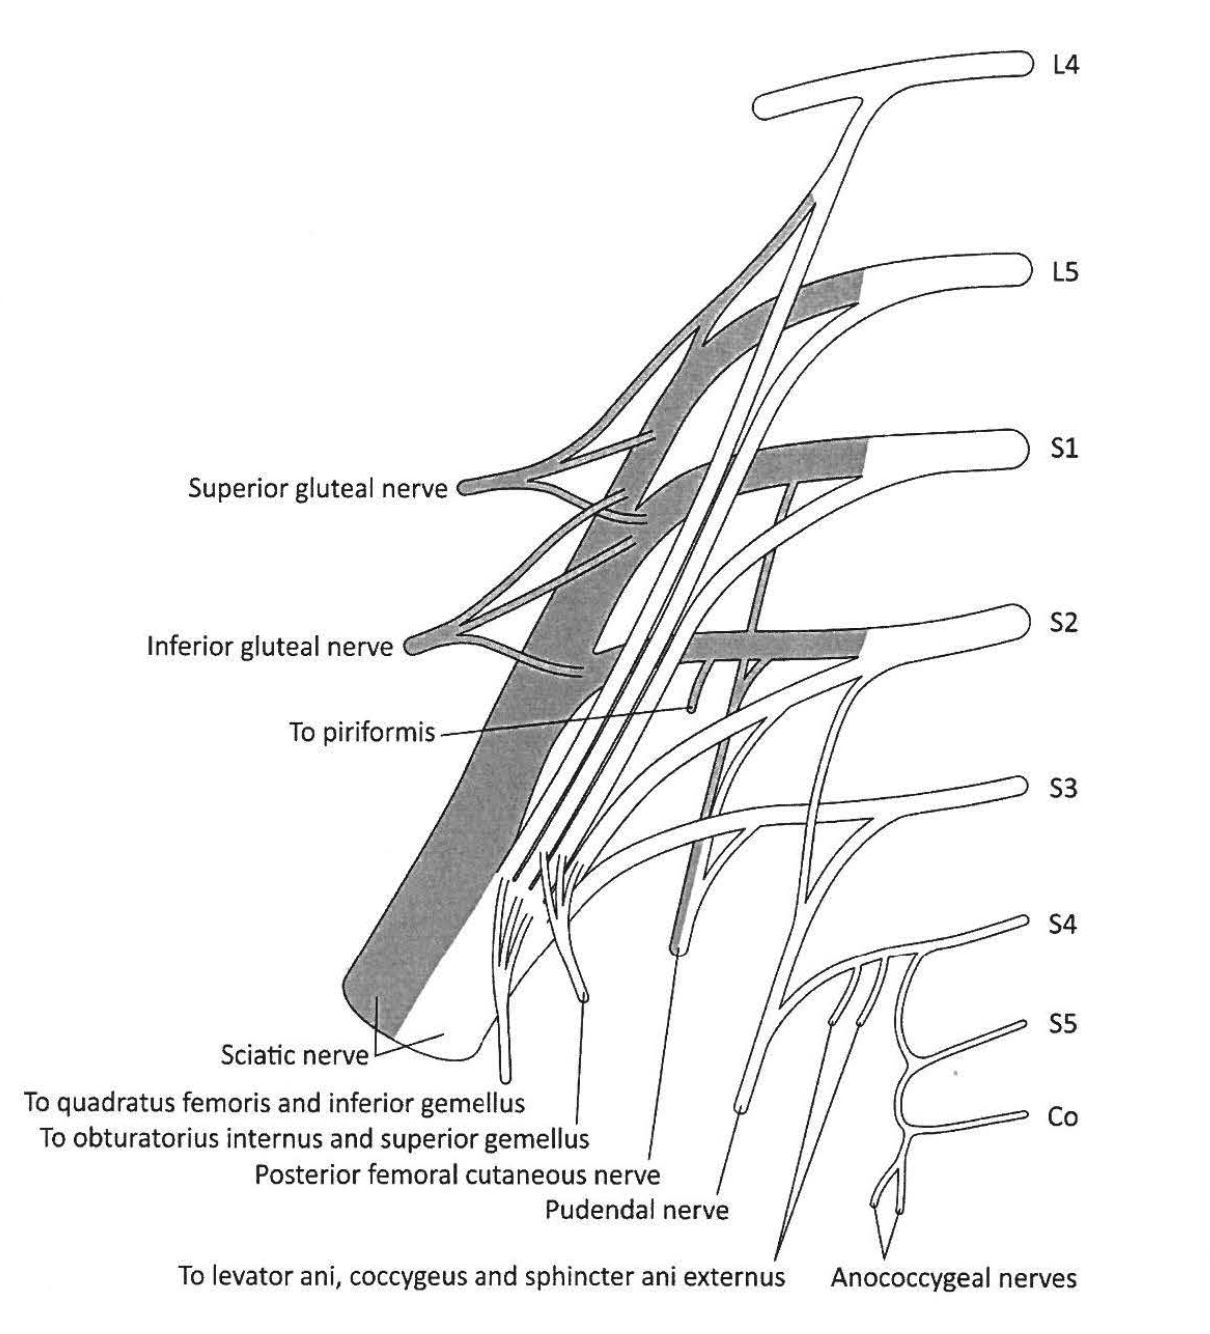 L4
L5
S1
Superior gluteal nerve
S2
Inferior gluteal nerve
To piriformis
S3
S4
S5
Sciatic nerve
To quadratus femoris and inferior gemellus
Co
To obturatorius internus and superior gemellus
Posterior femoral cutaneous nerve
Pudendal nerve
To levator ani, coccygeus and sphincter ani externus
Anococcygeal nerves